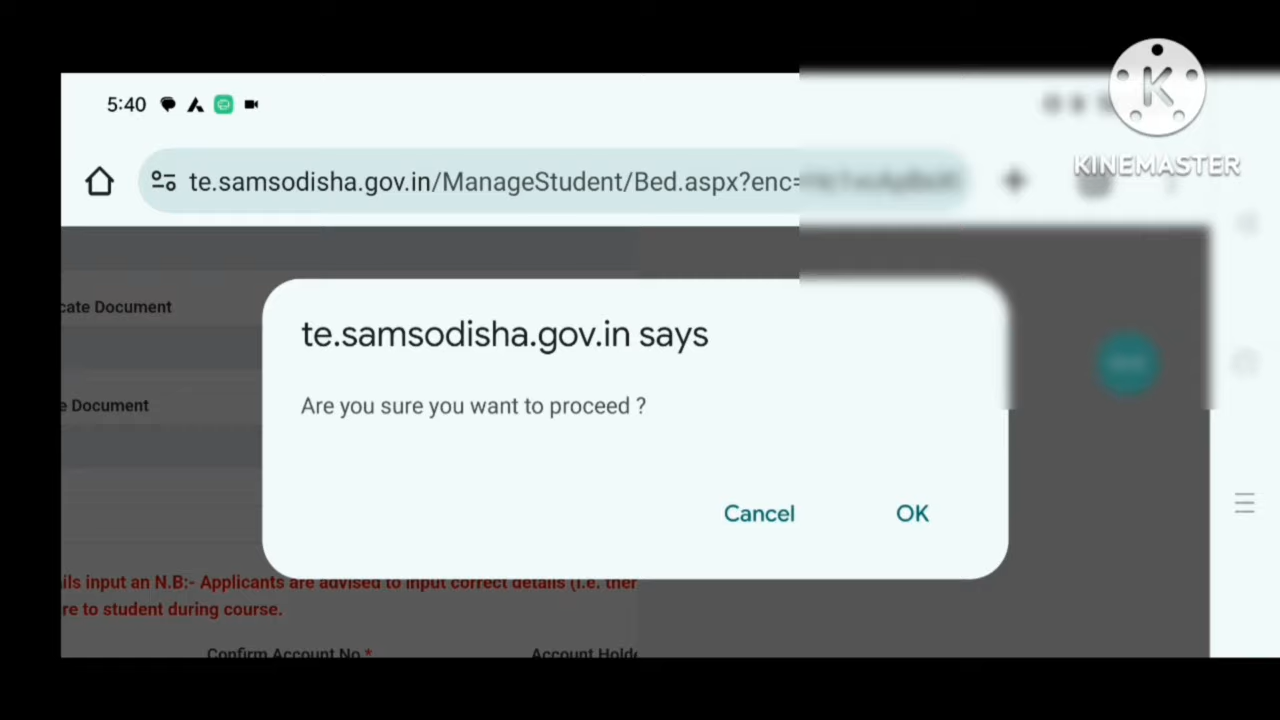 5:40
KINEMASTER
te.samsodisha.gov.in/ManageStudent/Bed.aspx?enc=
cate Document
te.samsodisha.gov.in says
e Document
Are you sure you want to proceed ?
Cancel OK
ils input an N.B:- Applicants are advised to input correct details (i.e. ther
re to student during course.
Confirm Account No *
Account Holde